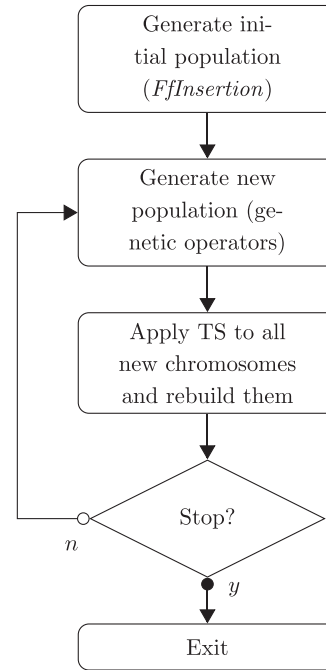 Generate ini-
tial population
(FfInsertion)
Generate new
population (ge-
netic operators)
Apply TS to all
new chromosomes
and rebuild them
Stop?
n
y
Exit